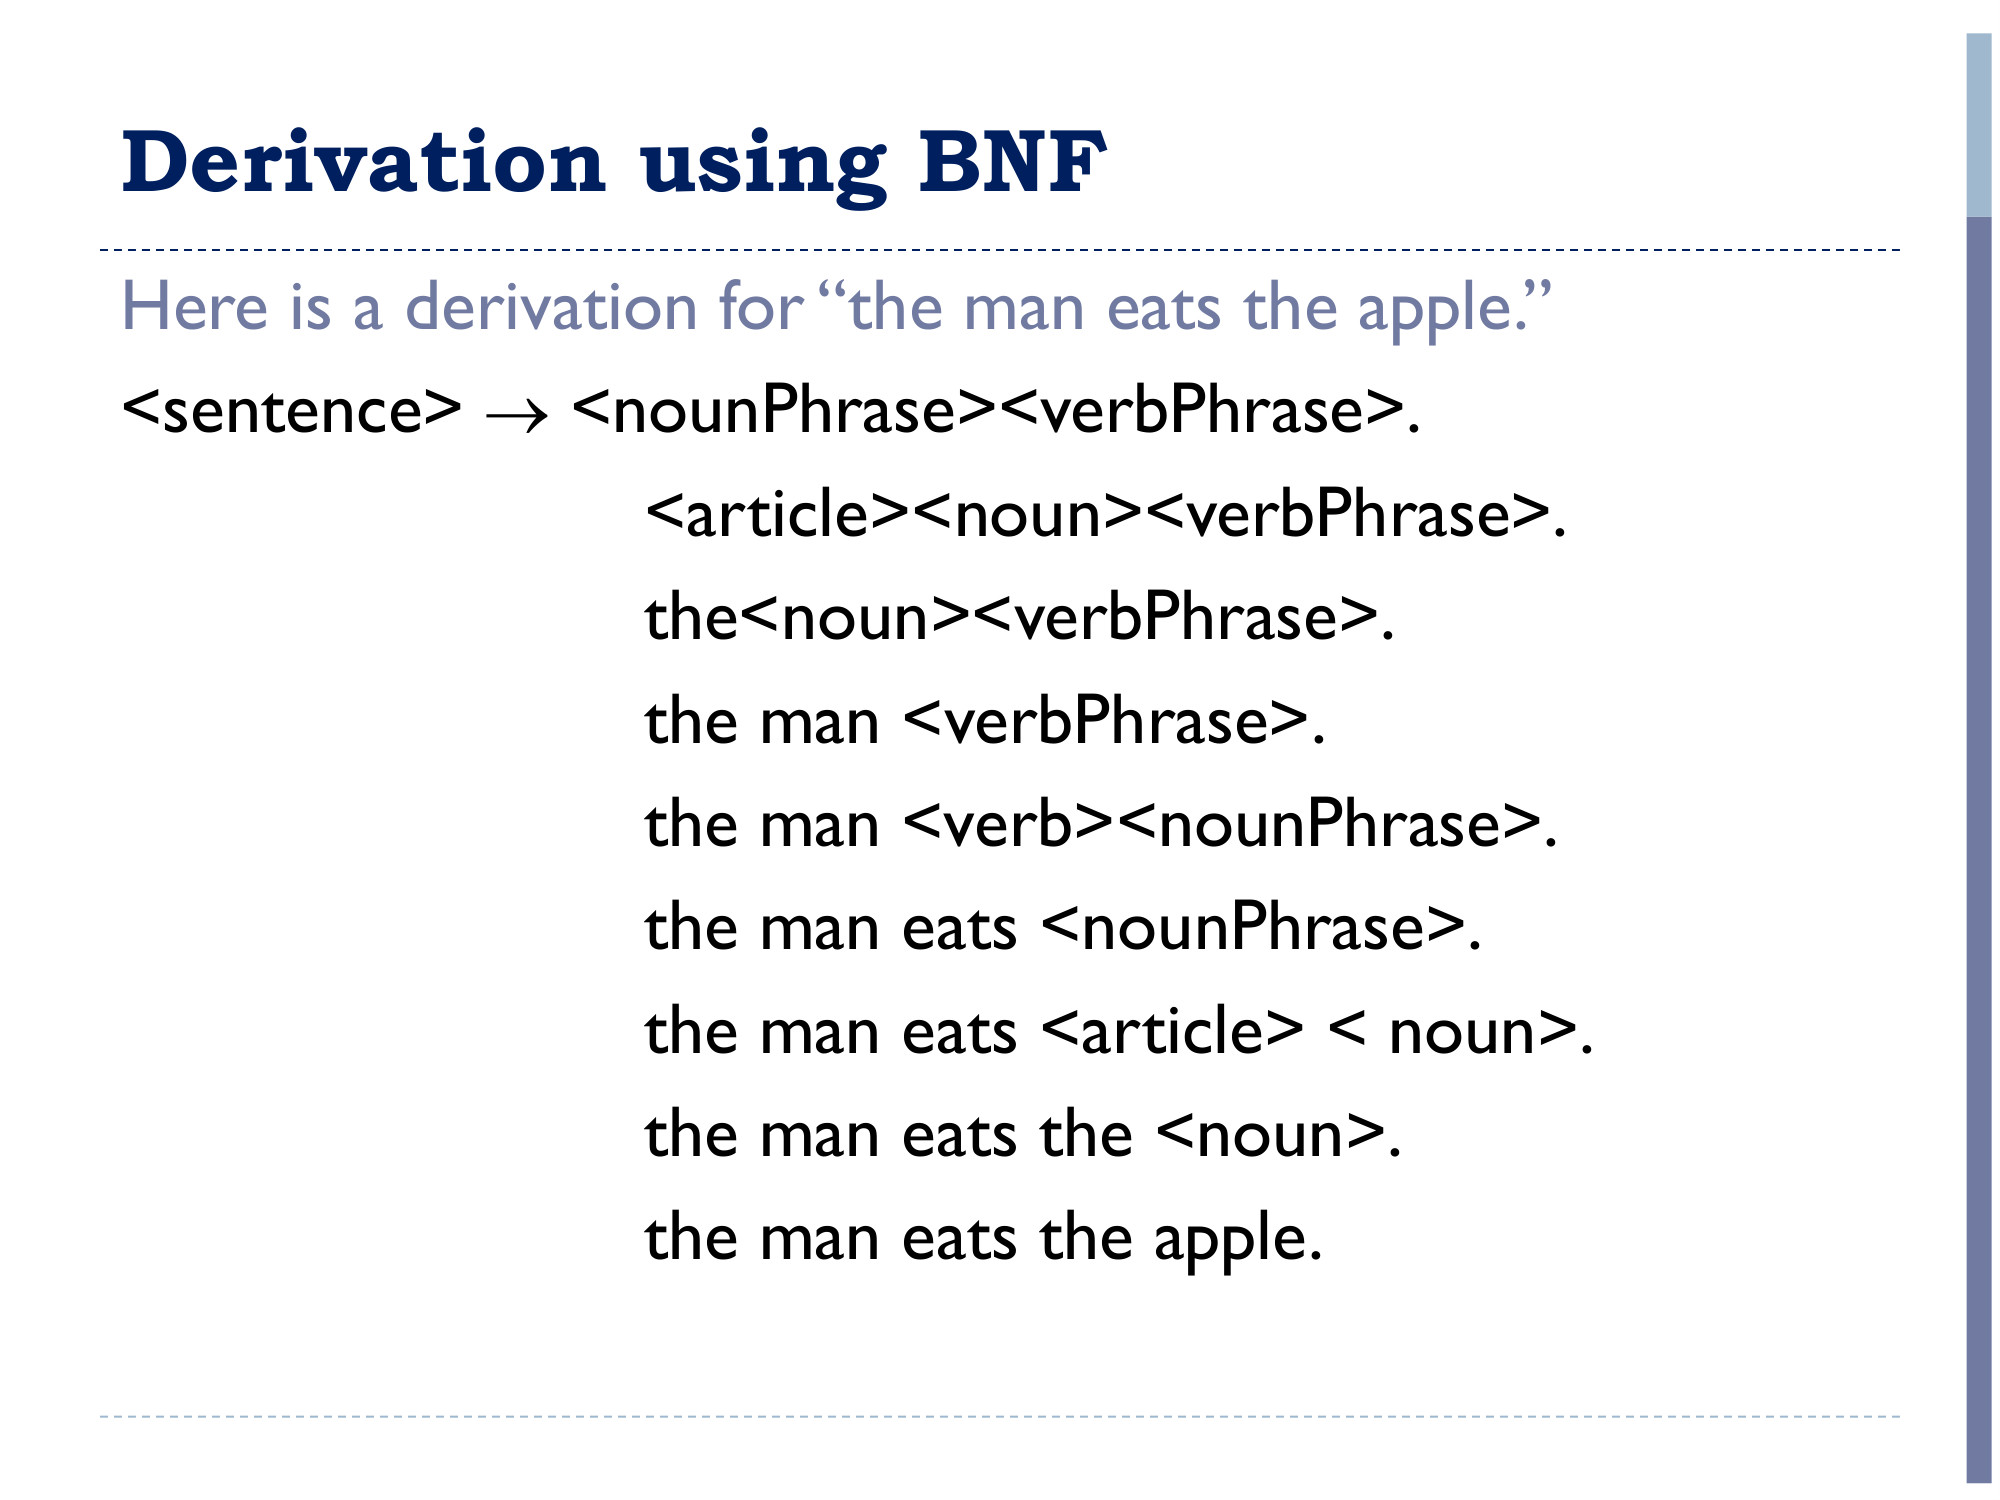 Derivation using BNF
Here is a derivation for “the man eats the apple.”
<sentence> → <nounPhrase><verbPhrase>.
<article><noun><verbPhrase>.
the<noun><verbPhrase>.
the man <verbPhrase>.
the man <verb><nounPhrase>.
the man eats <nounPhrase>.
the man eats <article> < noun>.
the man eats the <noun>.
the man eats the apple.